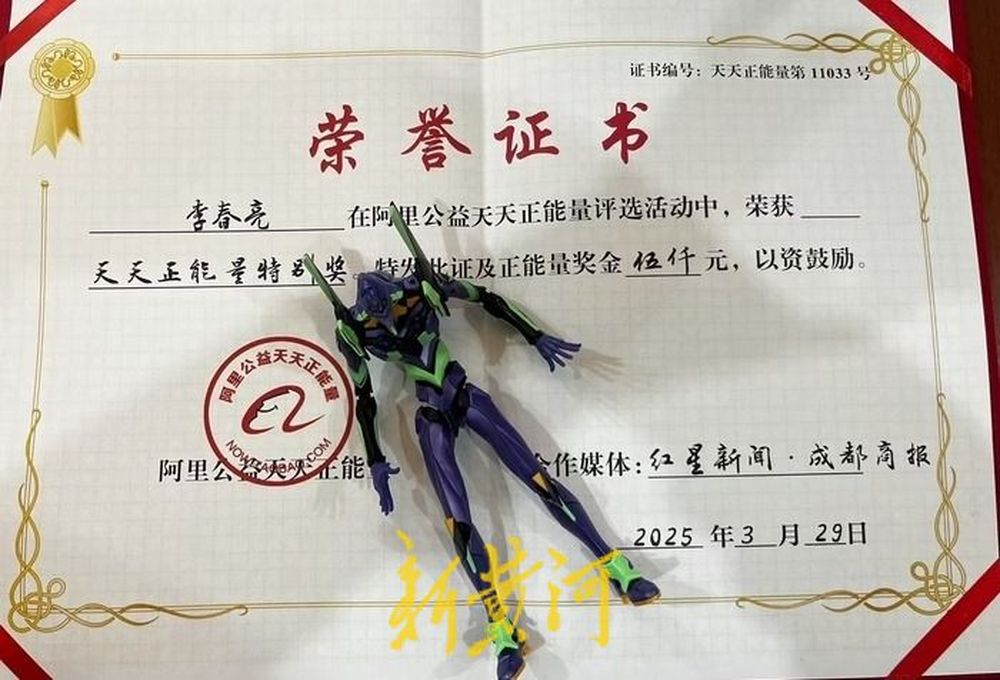 证书编号：天天正能量第 11033 号
荣誉证书
李春亮 在阿里公益天天正能量评选活动中，荣获
天天正能量特别奖。特发此证及正能量奖金 伍仟 元，以资鼓励。
阿里公益天天正能量
NOW.TAOBAO.COM
阿里公益天天正能量
合作媒体：红星新闻·成都商报
2025 年 3 月 29 日
新黄河